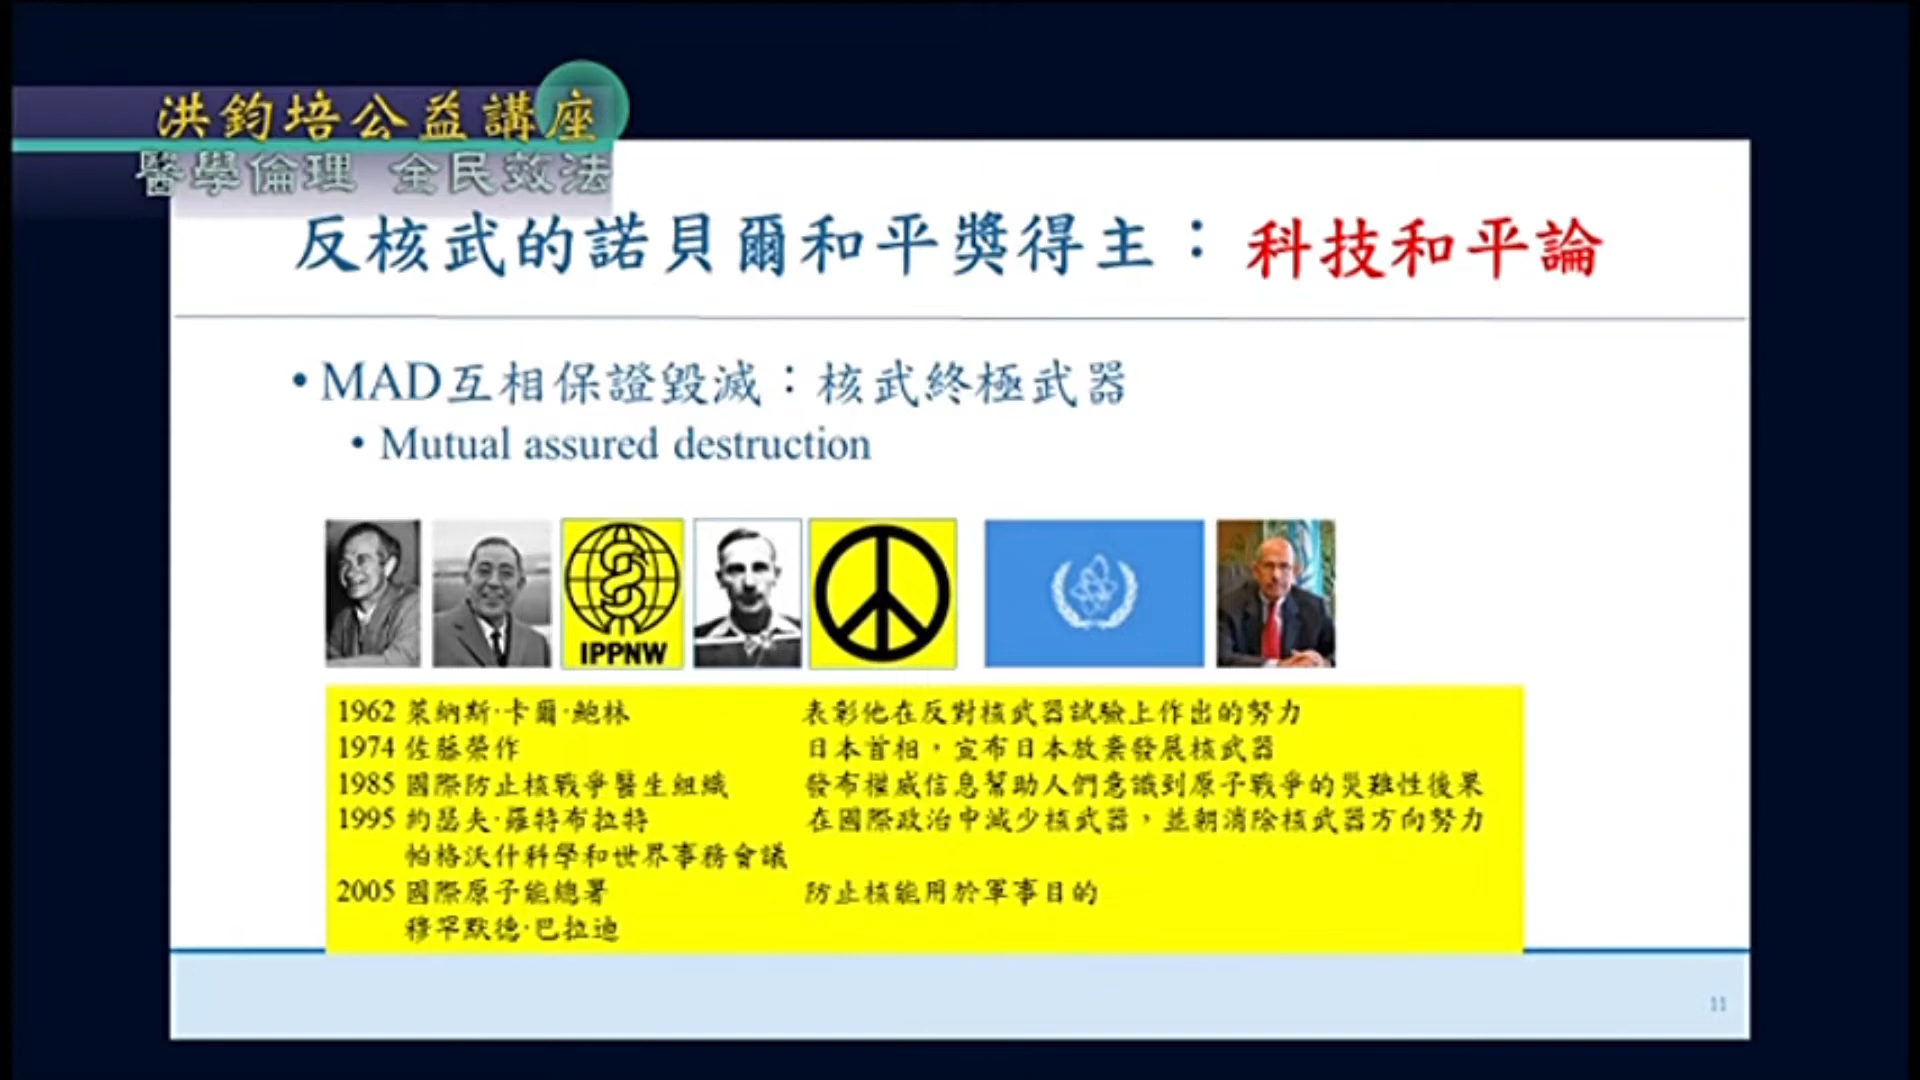 洪鈞培公益講座
醫學倫理 全民效法
反核武的諾貝爾和平獎得主：科技和平論
• MAD互相保證毀滅：核武終極武器
• Mutual assured destruction
IPPNW
1962 萊納斯·卡爾·鮑林 表彰他在反對核武器試驗上作出的努力
1974 佐藤榮作 日本首相，宣布日本放棄發展核武器
1985 國際防止核戰爭醫生組織 發布權威信息幫助人們意識到原子戰爭的災難性後果
1995 約瑟夫·羅特布拉特 在國際政治中減少核武器，並朝消除核武器方向努力
帕格沃什科學和世界事務會議
2005 國際原子能總署 防止核能用於軍事目的
穆罕默德·巴拉迪
11